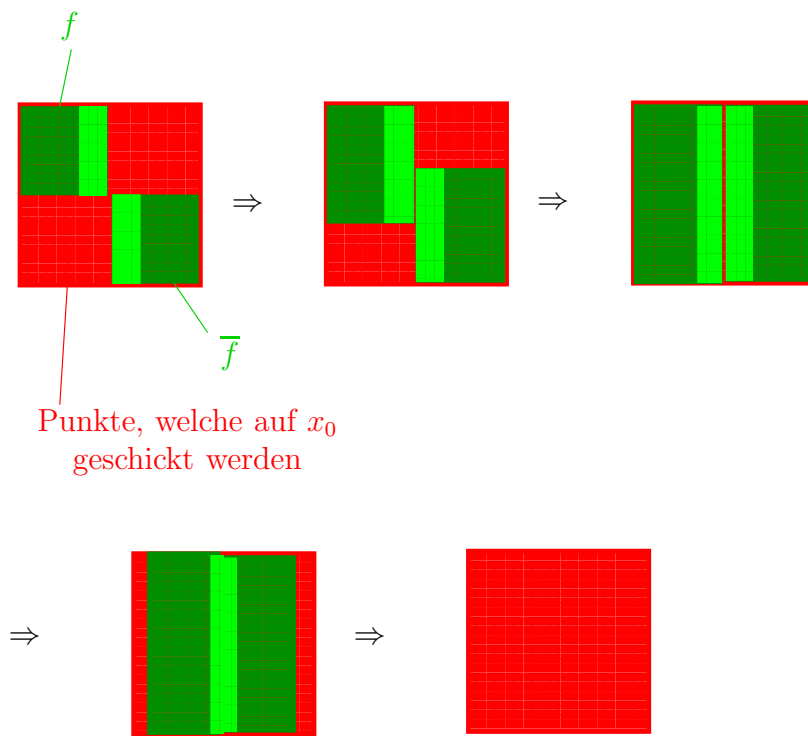 f
⇒ ⇒
f̅
Punkte, welche auf x₀
geschickt werden
⇒ ⇒